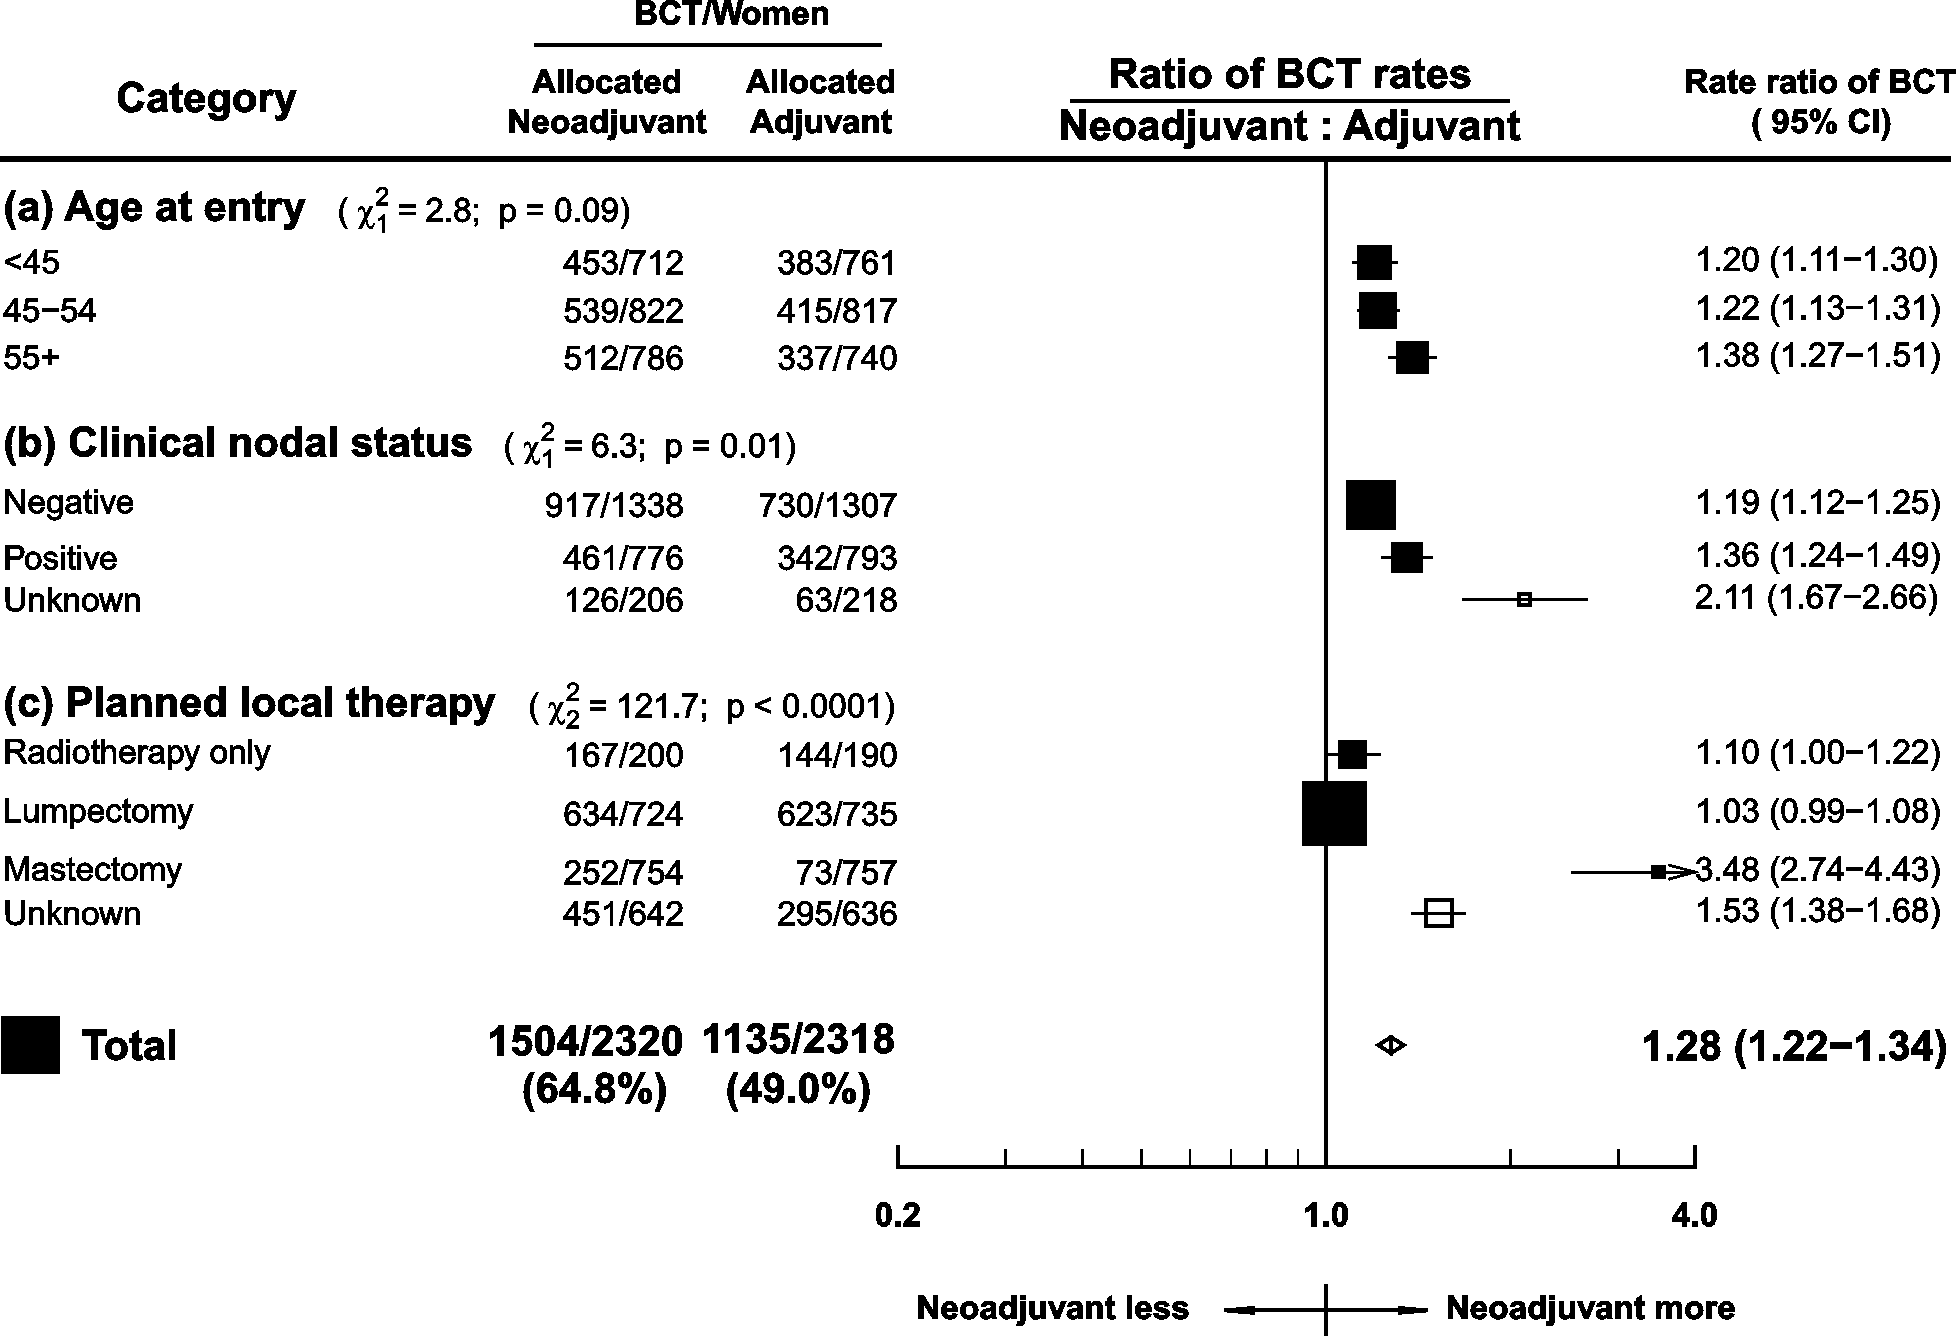 BCT/Women
Category
Allocated Neoadjuvant
Allocated Adjuvant
Ratio of BCT rates
Neoadjuvant : Adjuvant
Rate ratio of BCT
( 95% CI)
(a) Age at entry ( χ²₁ = 2.8; p = 0.09)
<45 453/712 383/761 1.20 (1.11−1.30)
45−54 539/822 415/817 1.22 (1.13−1.31)
55+ 512/786 337/740 1.38 (1.27−1.51)
(b) Clinical nodal status ( χ²₁ = 6.3; p = 0.01)
Negative 917/1338 730/1307 1.19 (1.12−1.25)
Positive 461/776 342/793 1.36 (1.24−1.49)
Unknown 126/206 63/218 2.11 (1.67−2.66)
(c) Planned local therapy ( χ²₂ = 121.7; p < 0.0001)
Radiotherapy only 167/200 144/190 1.10 (1.00−1.22)
Lumpectomy 634/724 623/735 1.03 (0.99−1.08)
Mastectomy 252/754 73/757 3.48 (2.74−4.43)
Unknown 451/642 295/636 1.53 (1.38−1.68)
Total 1504/2320 1135/2318 1.28 (1.22−1.34)
(64.8%) (49.0%)
0.2 1.0 4.0
Neoadjuvant less Neoadjuvant more